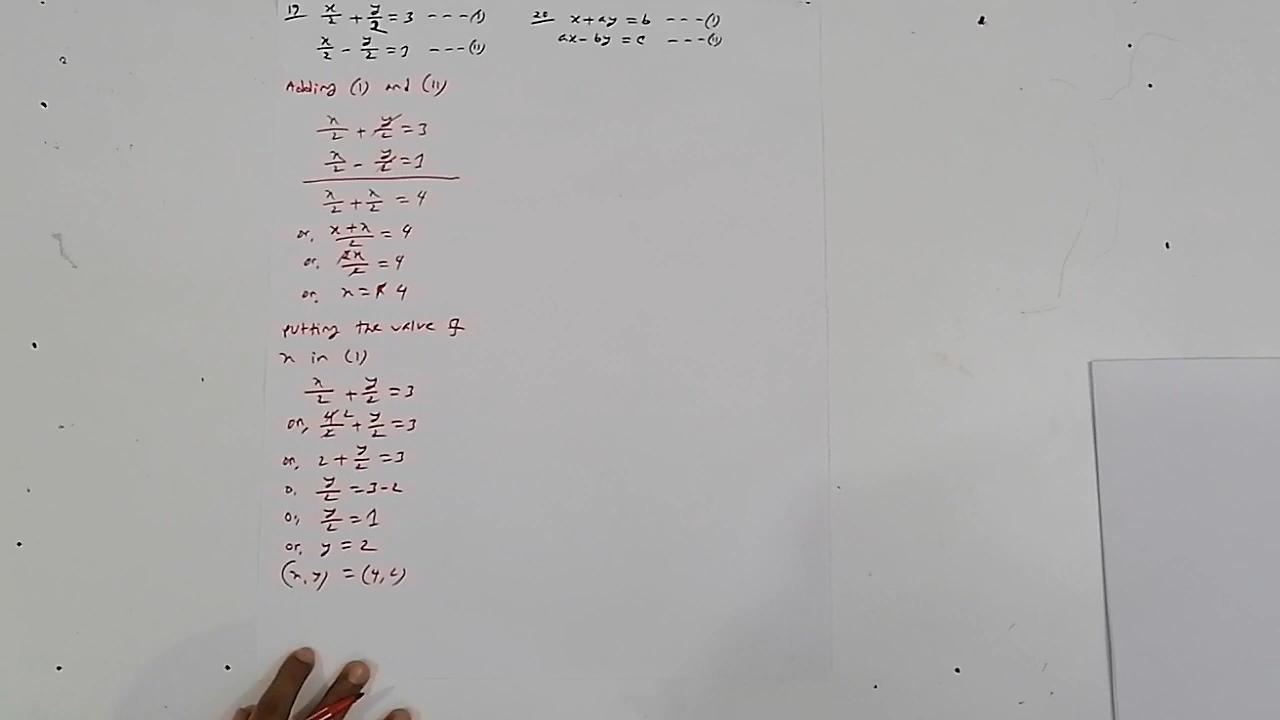 19 x/2 + y/2 = 3 ----(i)
x/2 - y/2 = 1 ---(ii)
20 x + ay = b ---(i)
ax - by = c ---(ii)
Adding (i) and (ii)
x/2 + y/2 = 3
x/2 - y/2 = 1
x/2 + x/2 = 4
or, x+x/2 = 4
or, 2x/2 = 4
or, x = 4
putting the value of
x in (i)
x/2 + y/2 = 3
or, 4/2 2 + y/2 = 3
or, 2 + y/2 = 3
o, y/2 = 3-2
or, y/2 = 1
or, y = 2
(x,y) = (4,2)